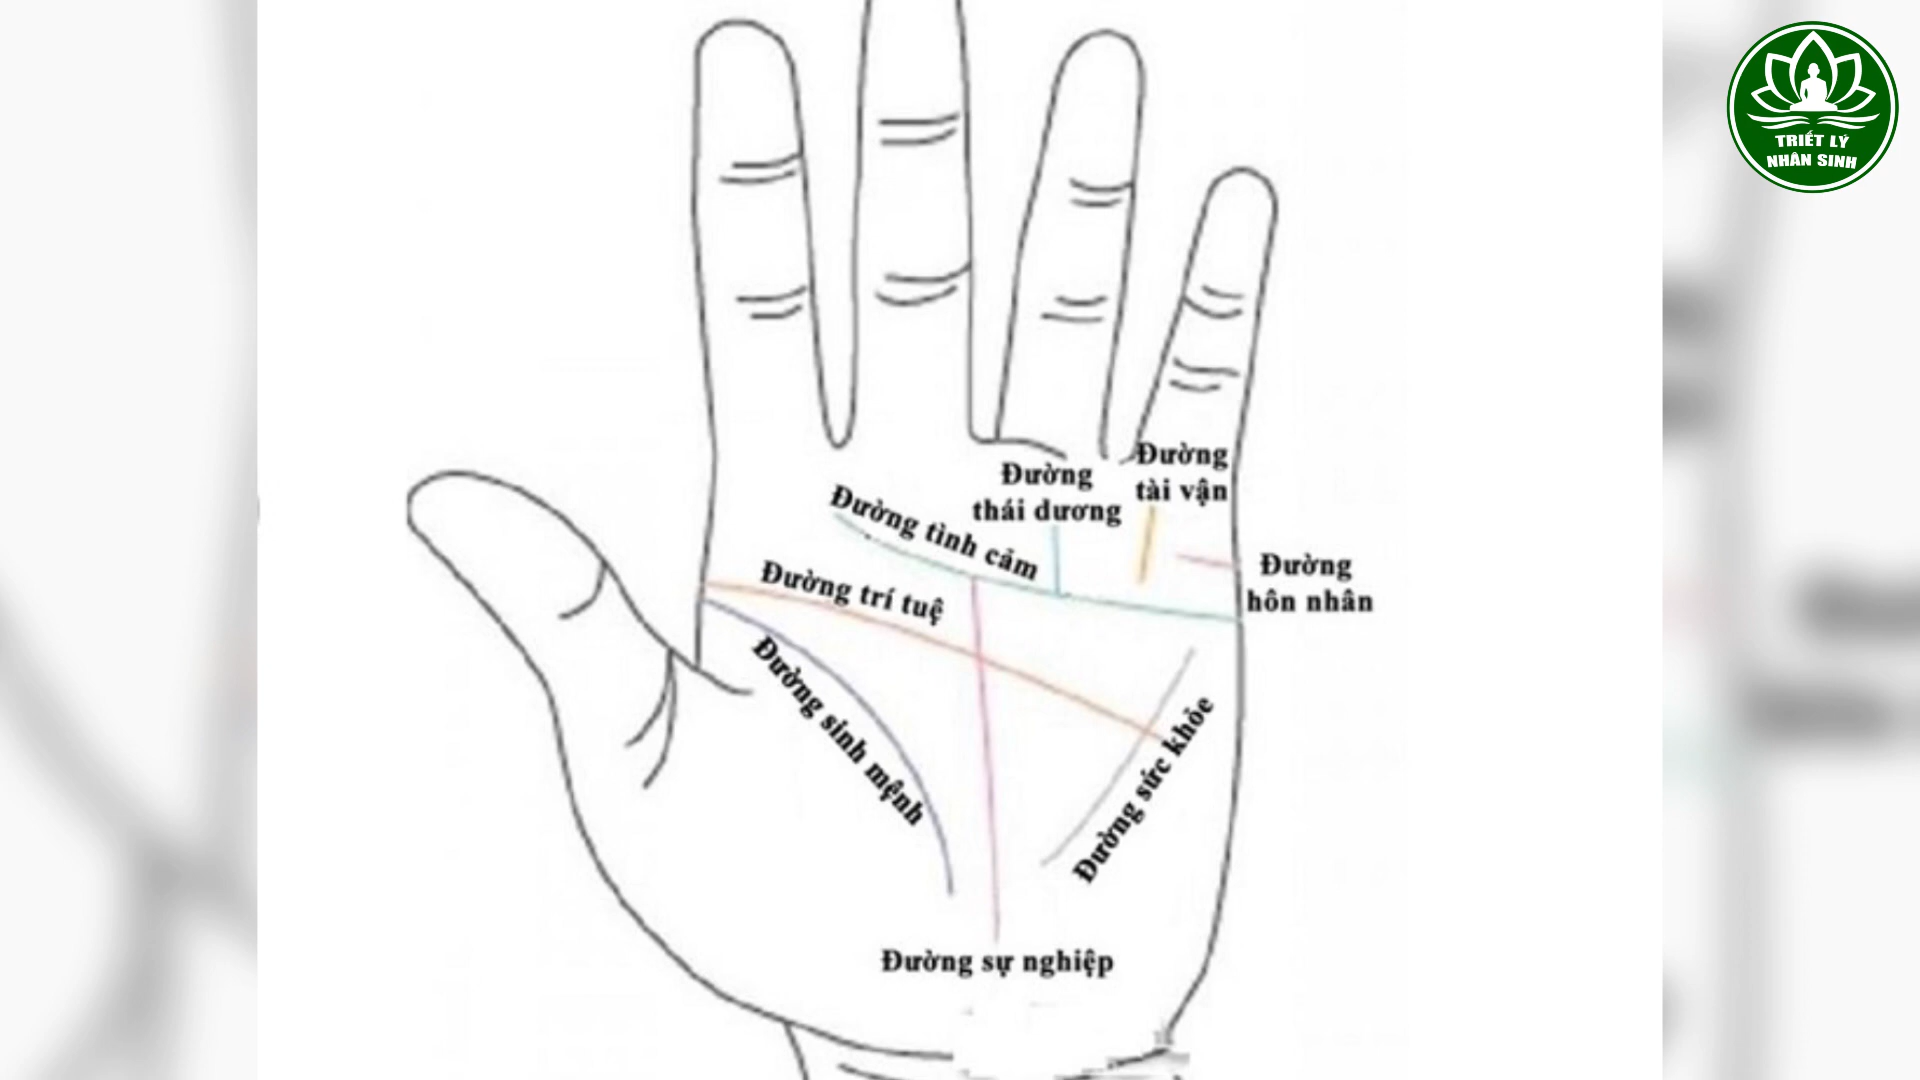 TRIẾT LÝ
NHÂN SINH
Đường
tài vận
Đường
thái dương
Đường tình cảm
Đường
hôn nhân
Đường trí tuệ
Đường sinh mệnh
Đường sức khỏe
Đường sự nghiệp